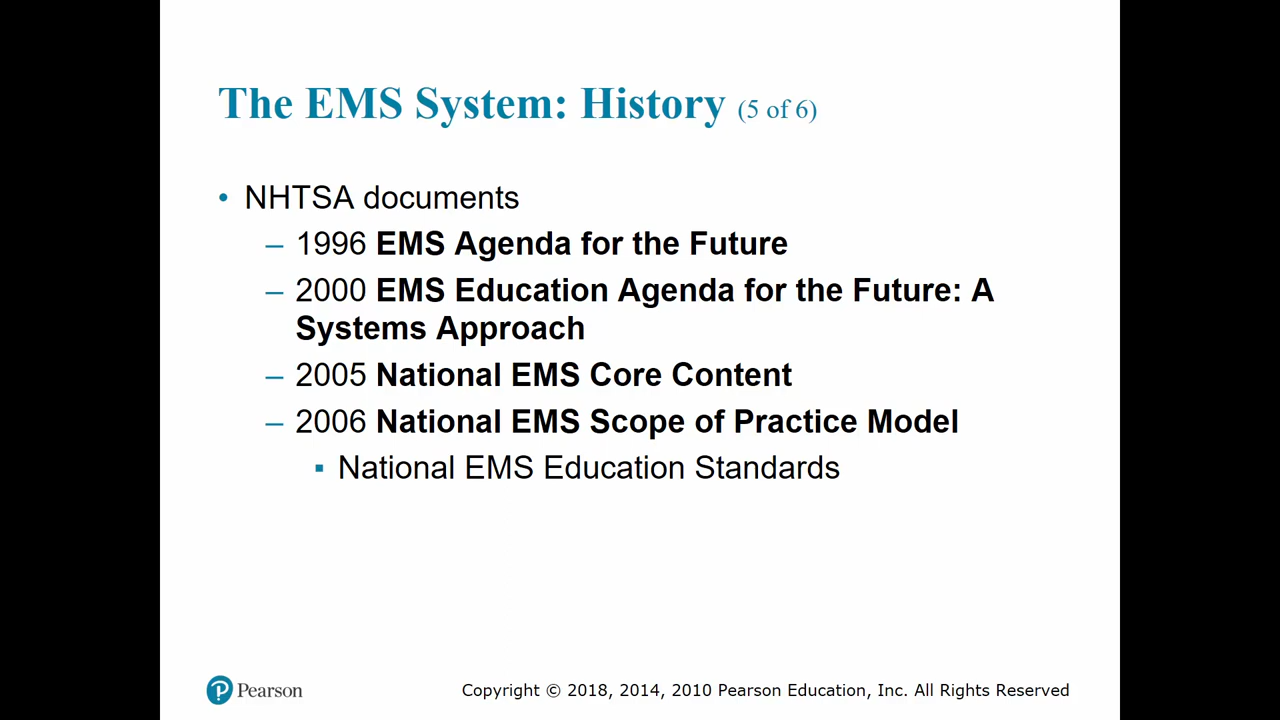 The EMS System: History (5 of 6)
• NHTSA documents
– 1996 EMS Agenda for the Future
– 2000 EMS Education Agenda for the Future: A
Systems Approach
– 2005 National EMS Core Content
– 2006 National EMS Scope of Practice Model
▪ National EMS Education Standards
P Pearson
Copyright © 2018, 2014, 2010 Pearson Education, Inc. All Rights Reserved